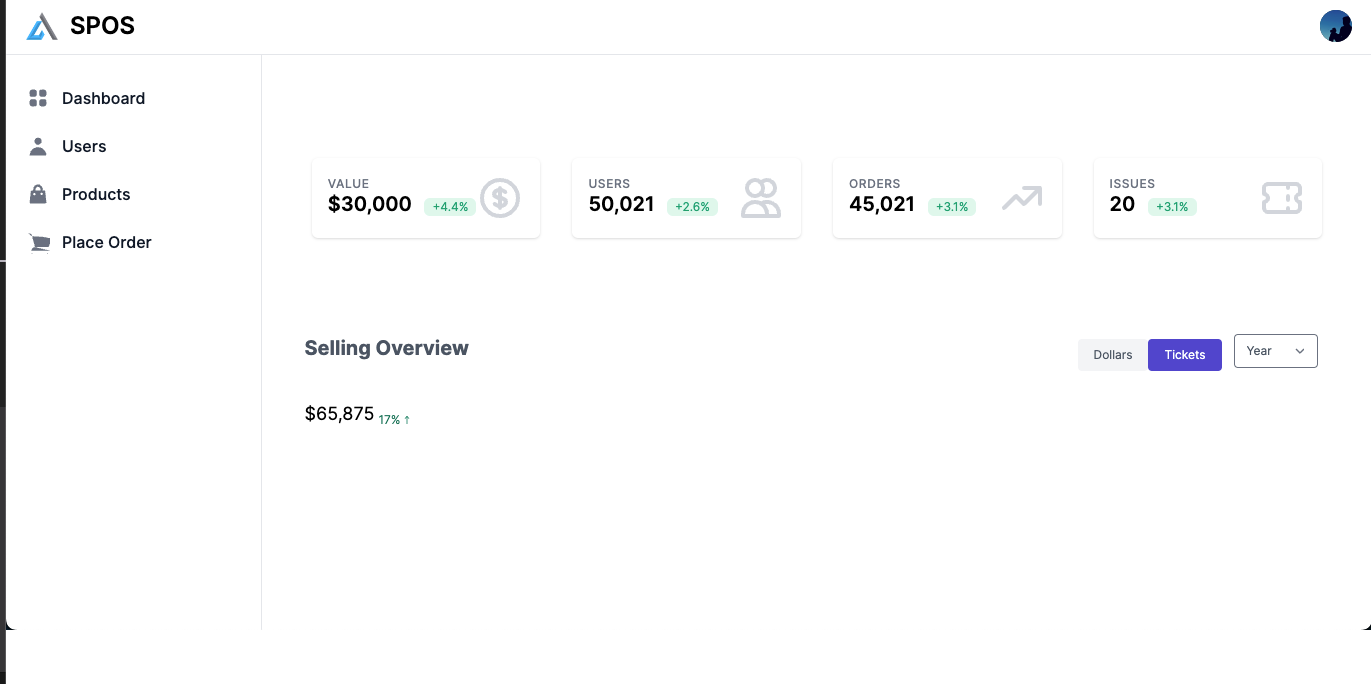 SPOS
Dashboard
Users
Products
Place Order
VALUE
$30,000 +4.4%
USERS
50,021 +2.6%
ORDERS
45,021 +3.1%
ISSUES
20 +3.1%
Selling Overview
Dollars Tickets Year
$65,875 17% ↑